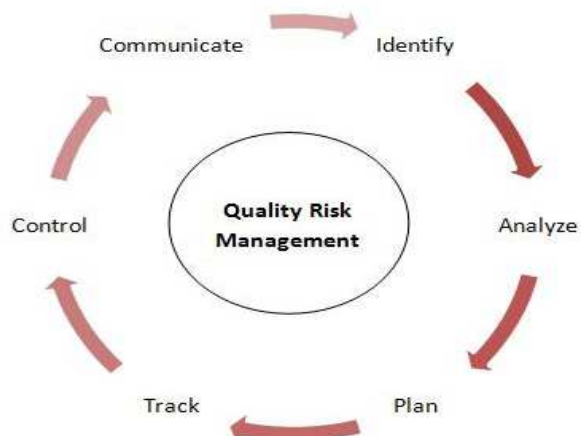 Communicate
Identify
Control
Quality Risk
Management
Analyze
Track
Plan